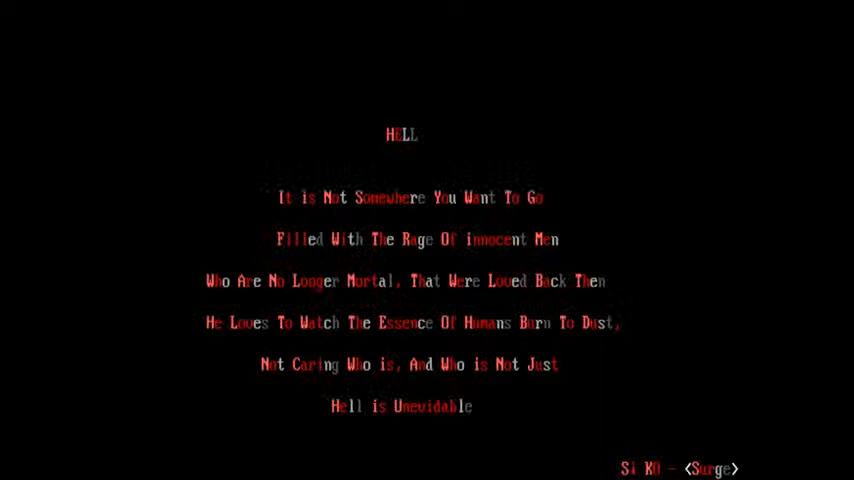 HELL
It is Not Somewhere You Want To Go
Filled With The Rage Of innocent Men
Who Are No Longer Mortal, That Were Loved Back Then
He Loves To Watch The Essence Of Humans Burn To Dust,
Not Caring Who is, And Who is Not Just
Hell is Unevidable
Si KO - <Surge>